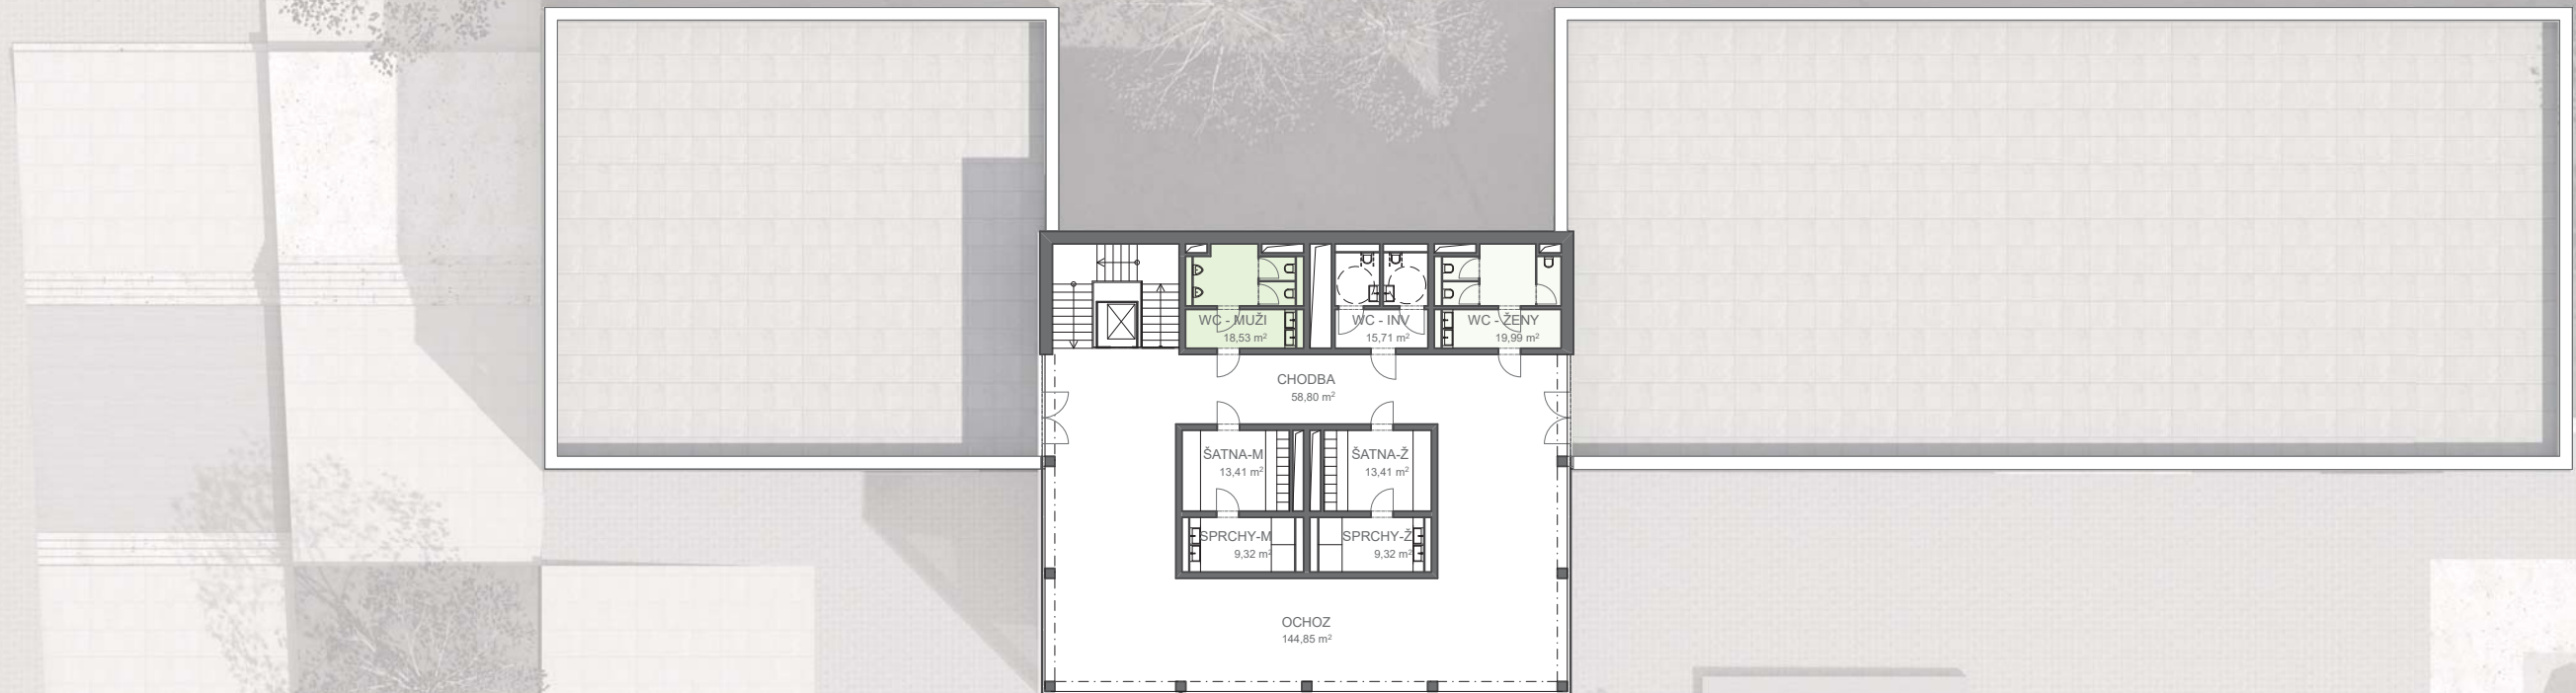 WC - MUŽI
18,53 m²
WC - INV
15,71 m²
WC - ŽENY
19,99 m²
CHODBA
58,80 m²
ŠATNA-M
13,41 m²
ŠATNA-Ž
13,41 m²
SPRCHY-M
9,32 m²
SPRCHY-Ž
9,32 m²
OCHOZ
144,85 m²